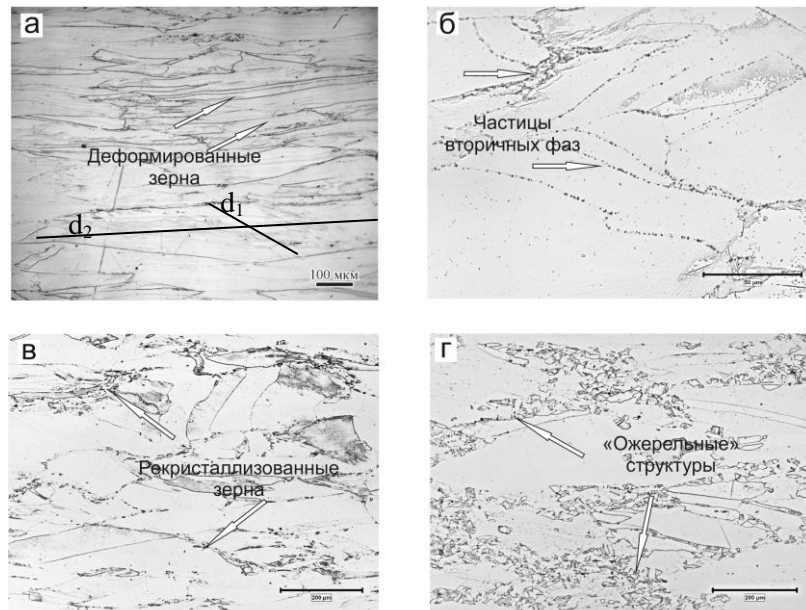 а
Деформированные
зерна
d₁
d₂
100 мкм
б
Частицы
вторичных фаз
50 µm
в
Рекристаллизованные
зерна
200 µm
г
«Ожерельные»
структуры
200 µm